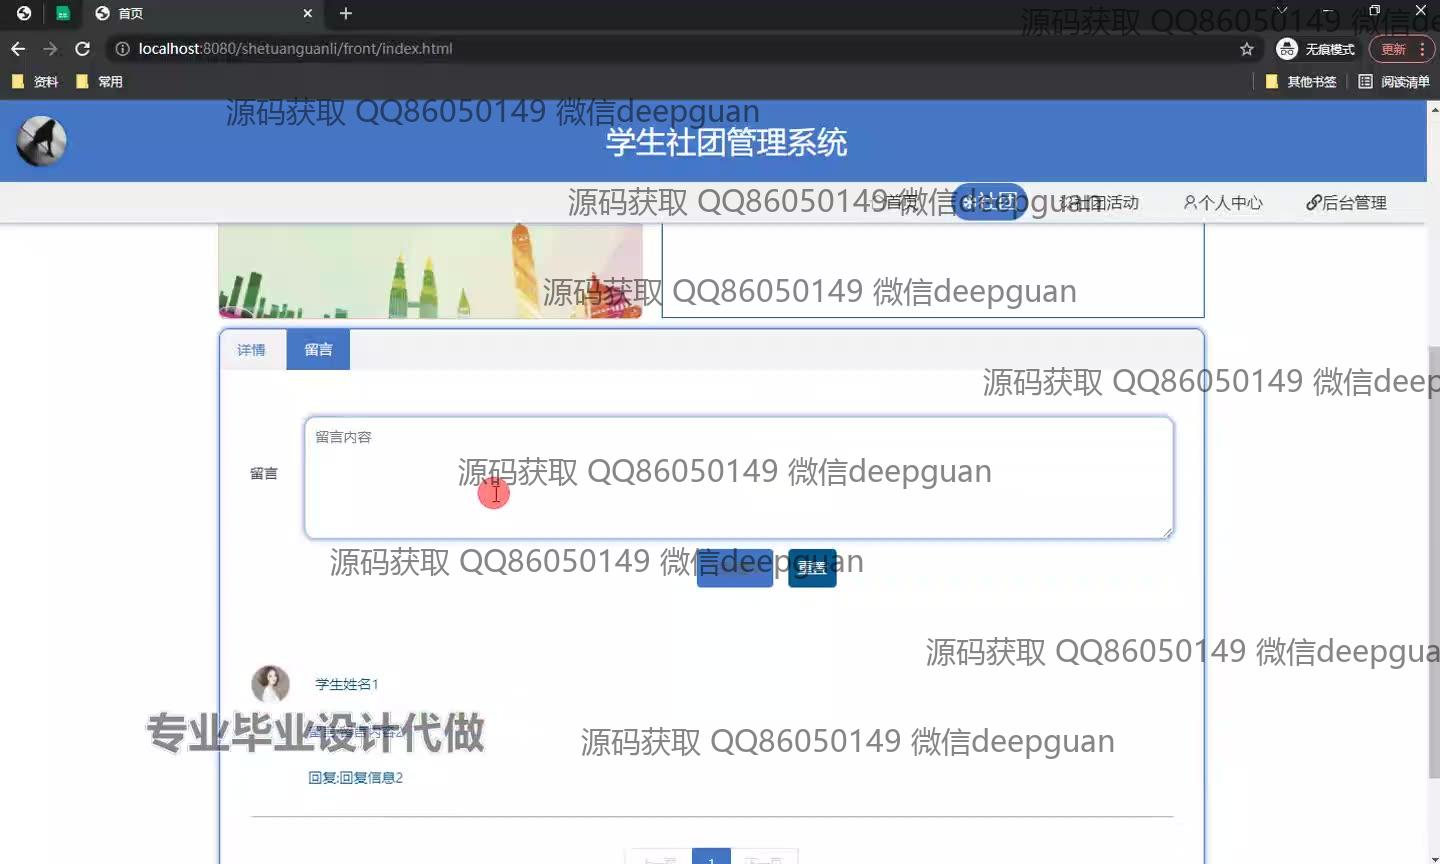 首页
localhost:8080/shetuanguanli/front/index.html
无痕模式
更新
资料
常用
其他书签
阅读清单
源码获取 QQ86050149 微信de
源码获取 QQ86050149 微信deepguan
学生社团管理系统
首页
社团
社团活动
个人中心
后台管理
源码获取 QQ86050149 微信deepguan
源码获取 QQ86050149 微信deepguan
详情
留言
源码获取 QQ86050149 微信deep
留言
留言内容
源码获取 QQ86050149 微信deepguan
源码获取 QQ86050149 微信deepguan
重置
源码获取 QQ86050149 微信deepgua
学生姓名1
专业毕业设计代做
源码获取 QQ86050149 微信deepguan
回复:回复信息2
1